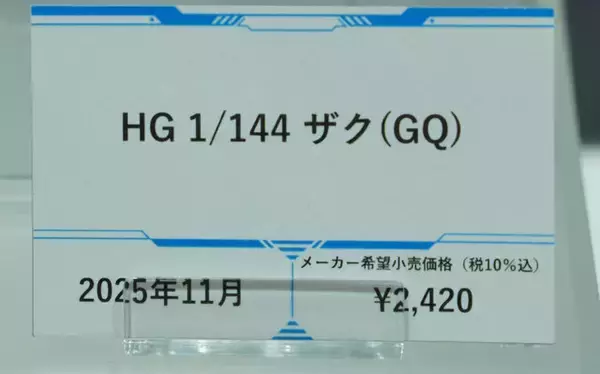 HG 1/144 ザク(GQ)
メーカー希望小売価格（税10%込）
2025年11月
¥2,420